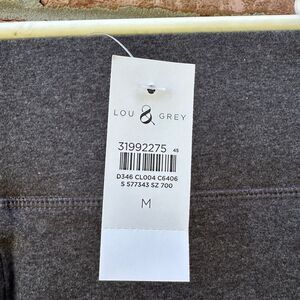 LOU & GREY
31992275 45
D346 CL004 C6406
S 577343 SZ 700
M